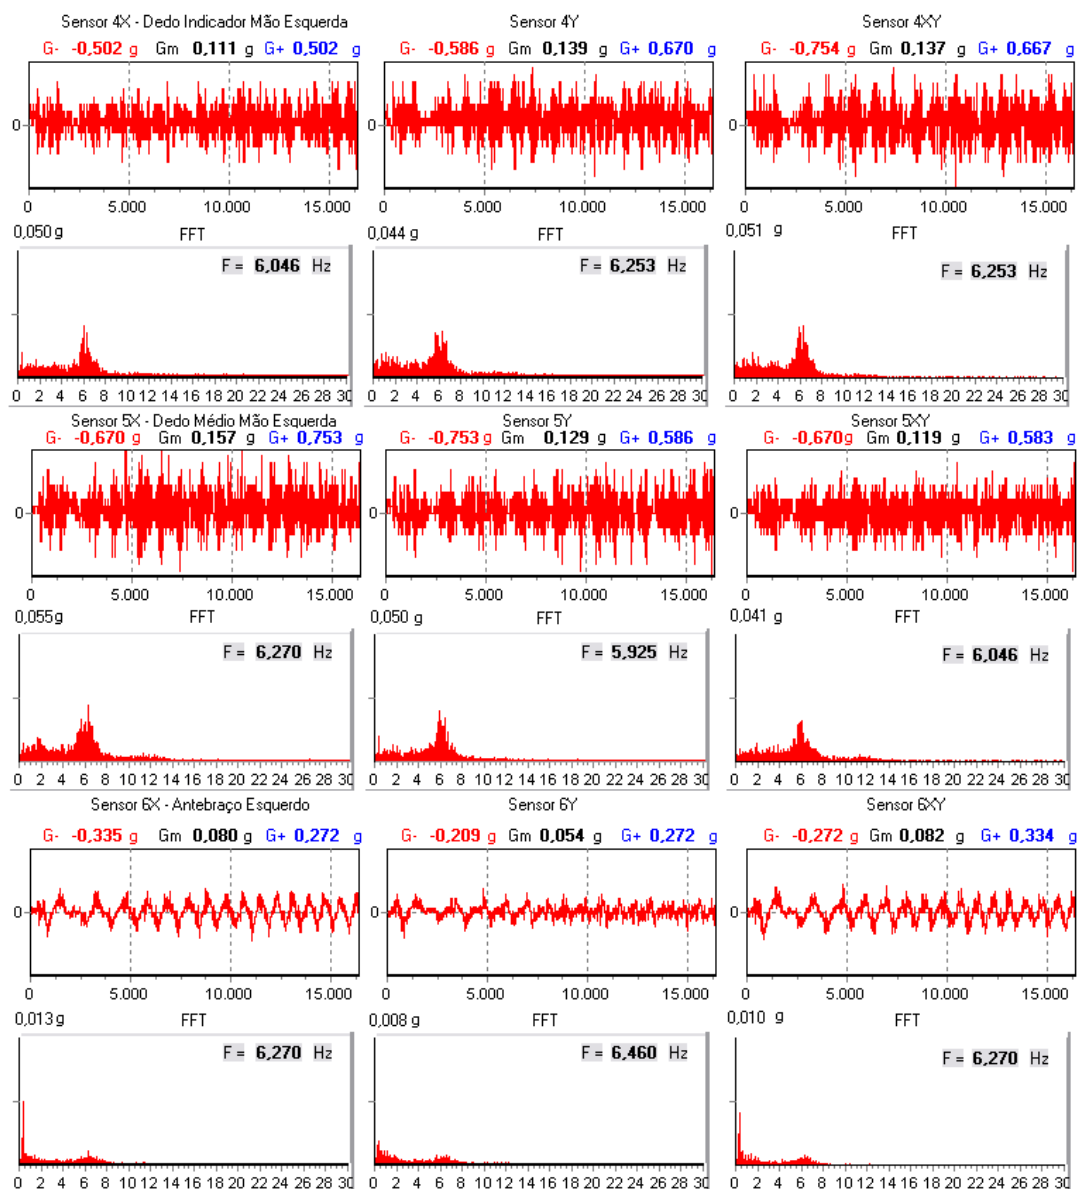 Sensor 4X - Dedo Indicador Mão Esquerda Sensor 4Y Sensor 4XY
G- -0,502 g Gm 0,111 g G+ 0,502 g G- -0,586 g Gm 0,139 g G+ 0,670 g G- -0,754 g Gm 0,137 g G+ 0,667 g
0 0 0
0 5.000 10.000 15.000 0 5.000 10.000 15.000 0 5.000 10.000 15.000
0,050 g FFT 0,044 g FFT 0,051 g FFT
F = 6,046 Hz F = 6,253 Hz F = 6,253 Hz
0 2 4 6 8 10 12 14 16 18 20 22 24 26 28 30 0 2 4 6 8 10 12 14 16 18 20 22 24 26 28 30 0 2 4 6 8 10 12 14 16 18 20 22 24 26 28 30
Sensor 5X - Dedo Médio Mão Esquerda Sensor 5Y Sensor 5XY
G- -0,670 g Gm 0,157 g G+ 0,753 g G- -0,753 g Gm 0,129 g G+ 0,586 g G- -0,670 g Gm 0,119 g G+ 0,583 g
0 0 0
0 5.000 10.000 15.000 0 5.000 10.000 15.000 0 5.000 10.000 15.000
0,055 g FFT 0,050 g FFT 0,041 g FFT
F = 6,270 Hz F = 5,925 Hz F = 6,046 Hz
0 2 4 6 8 10 12 14 16 18 20 22 24 26 28 30 0 2 4 6 8 10 12 14 16 18 20 22 24 26 28 30 0 2 4 6 8 10 12 14 16 18 20 22 24 26 28 30
Sensor 6X - Antebraço Esquerdo Sensor 6Y Sensor 6XY
G- -0,335 g Gm 0,080 g G+ 0,272 g G- -0,209 g Gm 0,054 g G+ 0,272 g G- -0,272 g Gm 0,082 g G+ 0,334 g
0 0 0
0 5.000 10.000 15.000 0 5.000 10.000 15.000 0 5.000 10.000 15.000
0,013 g FFT 0,008 g FFT 0,010 g FFT
F = 6,270 Hz F = 6,460 Hz F = 6,270 Hz
0 2 4 6 8 10 12 14 16 18 20 22 24 26 28 30 0 2 4 6 8 10 12 14 16 18 20 22 24 26 28 30 0 2 4 6 8 10 12 14 16 18 20 22 24 26 28 30